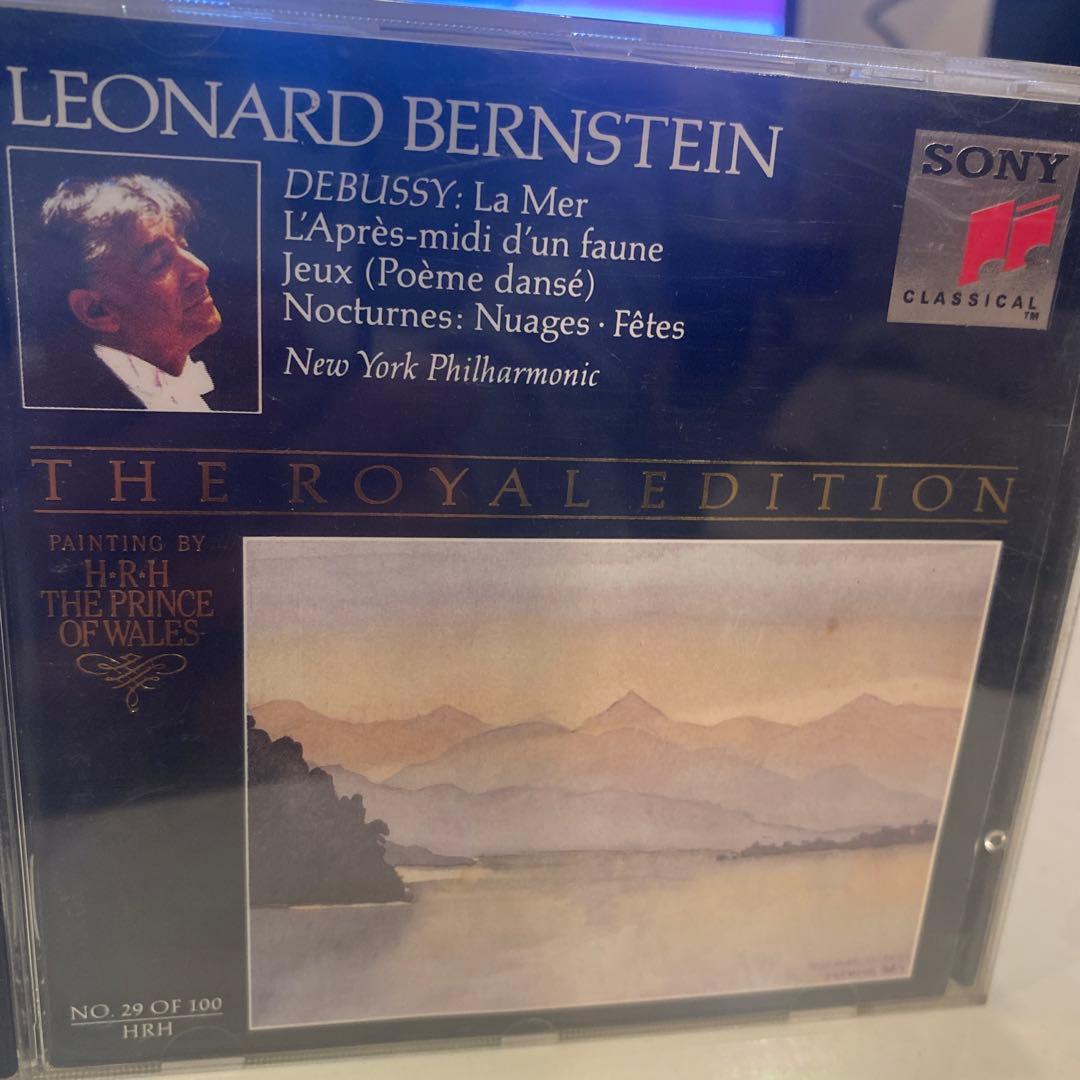 LEONARD BERNSTEIN
DEBUSSY: La Mer
L'Après-midi d'un faune
Jeux (Poème dansé)
Nocturnes: Nuages · Fêtes
New York Philharmonic
SONY
CLASSICAL TM
THE ROYAL EDITION
PAINTING BY
H·R·H
THE PRINCE
OF WALES
NO. 29 OF 100
HRH